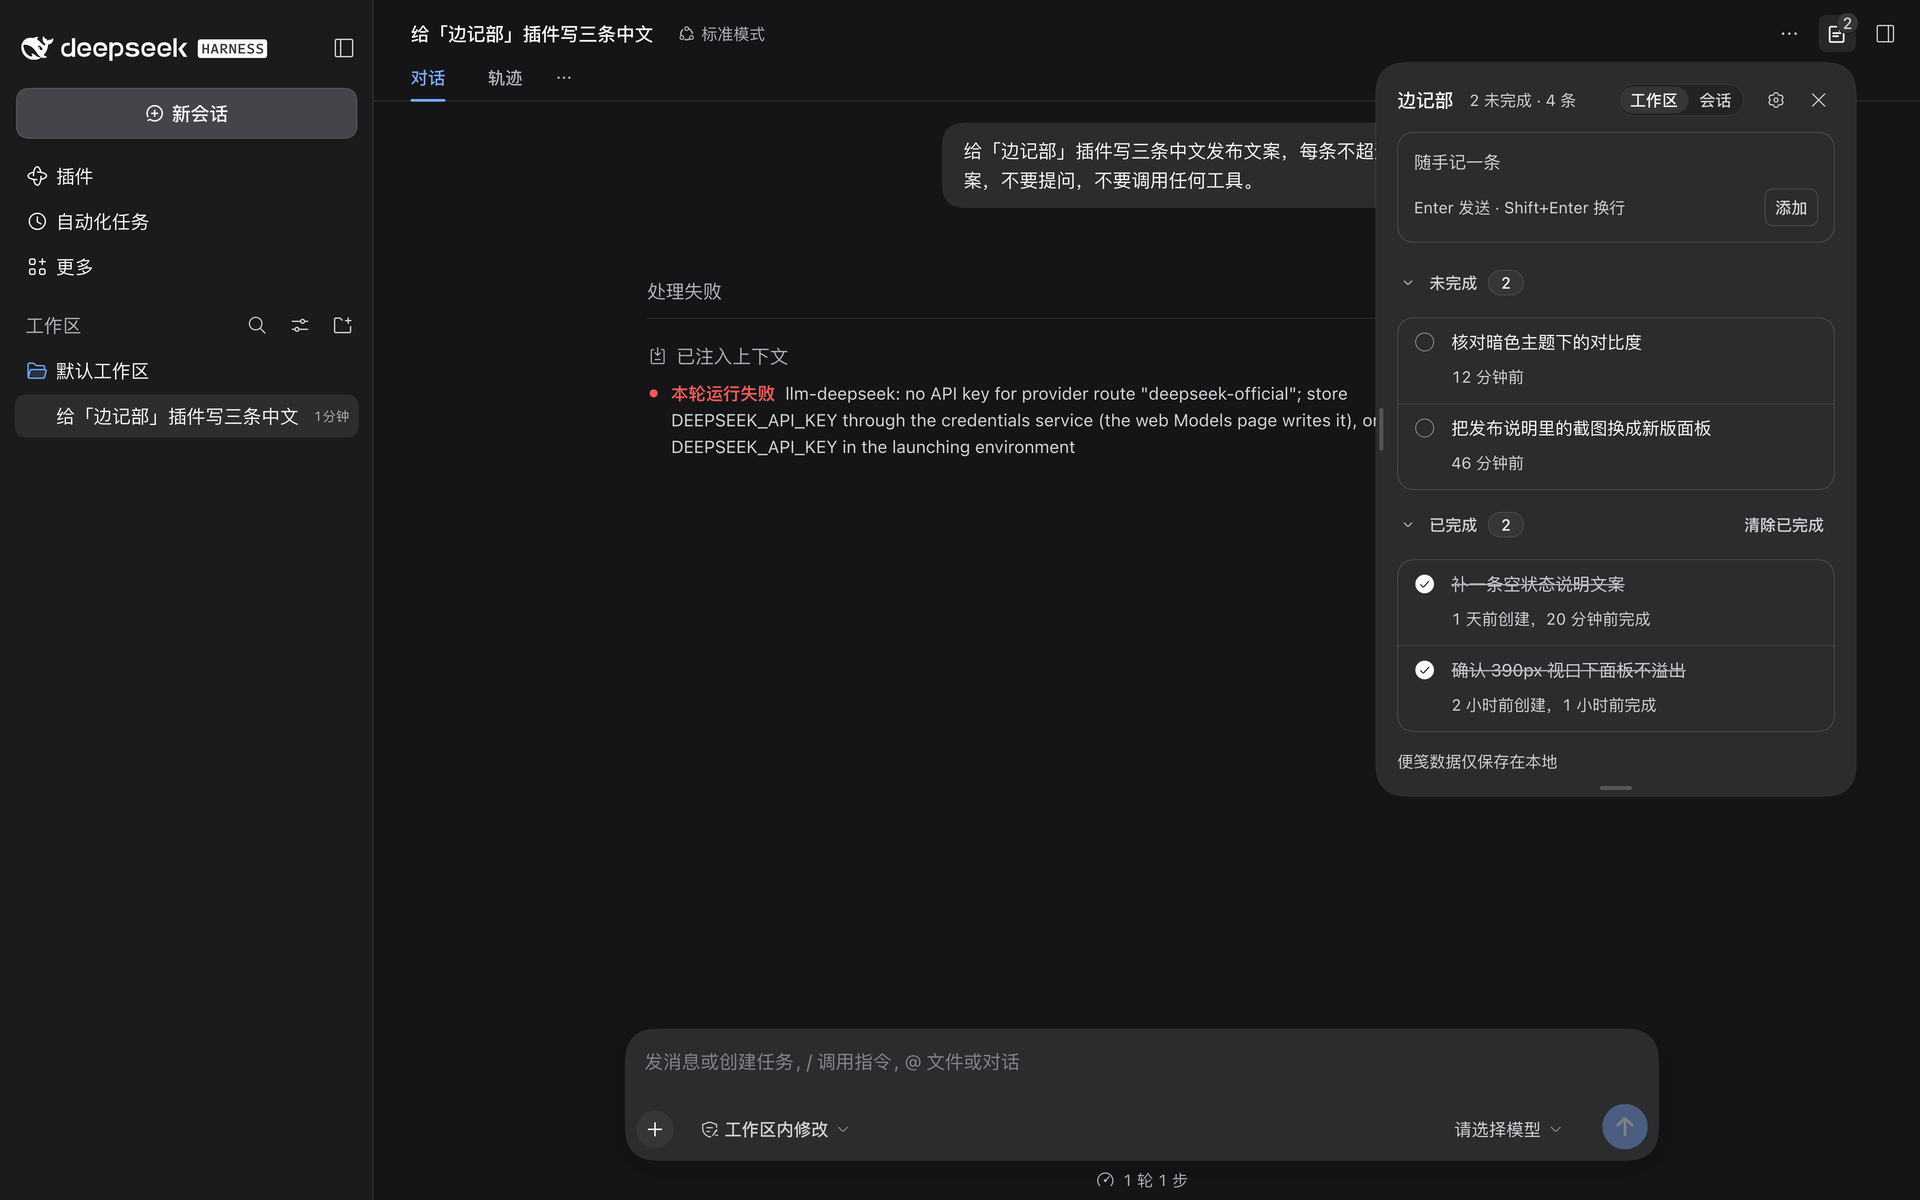 deepseek HARNESS
新会话
插件
自动化任务
更多
工作区
默认工作区
给「边记部」插件写三条中文 1分钟
给「边记部」插件写三条中文 标准模式
对话 轨迹 ···
给「边记部」插件写三条中文发布文案，每条不超
案，不要提问，不要调用任何工具。
处理失败
已注入上下文
本轮运行失败 llm-deepseek: no API key for provider route "deepseek-official"; store
DEEPSEEK_API_KEY through the credentials service (the web Models page writes it), or
DEEPSEEK_API_KEY in the launching environment
2
边记部 2 未完成 · 4 条 工作区 会话
随手记一条
Enter 发送 · Shift+Enter 换行 添加
未完成 2
核对暗色主题下的对比度
12 分钟前
把发布说明里的截图换成新版面板
46 分钟前
已完成 2 清除已完成
补一条空状态说明文案
1 天前创建，20 分钟前完成
确认 390px 视口下面板不溢出
2 小时前创建，1 小时前完成
便笺数据仅保存在本地
发消息或创建任务, / 调用指令, @ 文件或对话
工作区内修改 请选择模型
1 轮 1 步